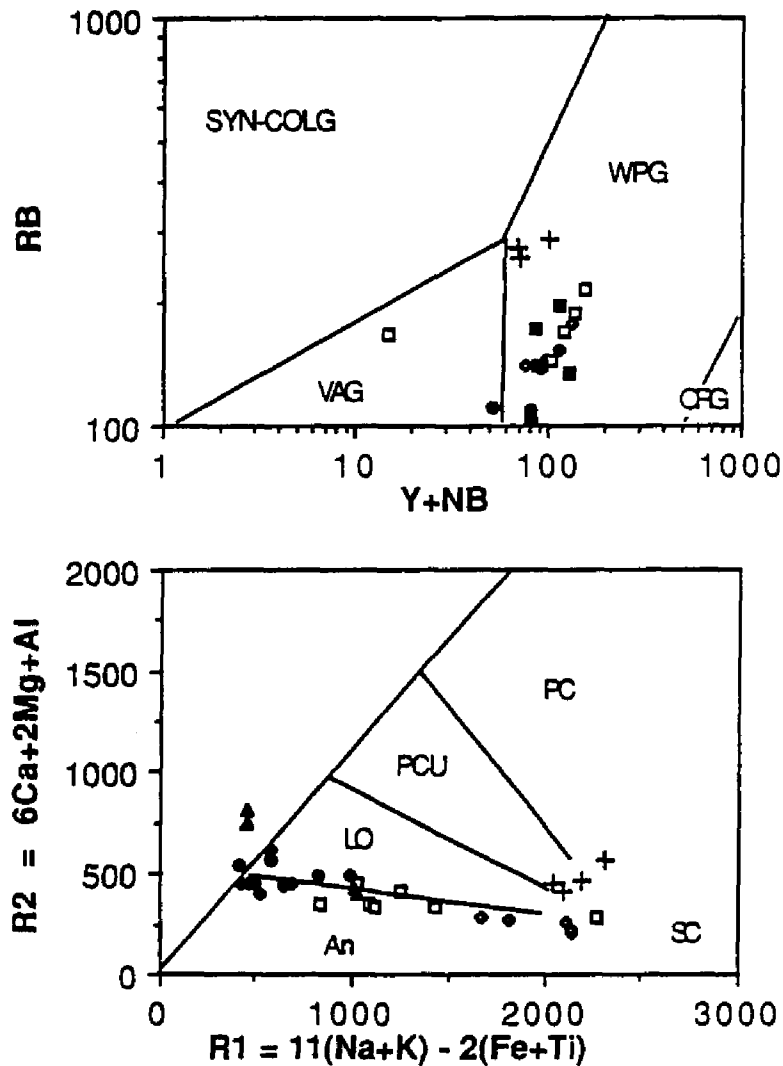 1000
SYN-COLG
WPG
RB
VAG
CRG
100
1 10 100 1000
Y+NB
2000
1500
PC
PCU
1000
LO
500
An
SC
0
R2 = 6Ca+2Mg+Al
0 1000 2000 3000
R1 = 11(Na+K) - 2(Fe+Ti)